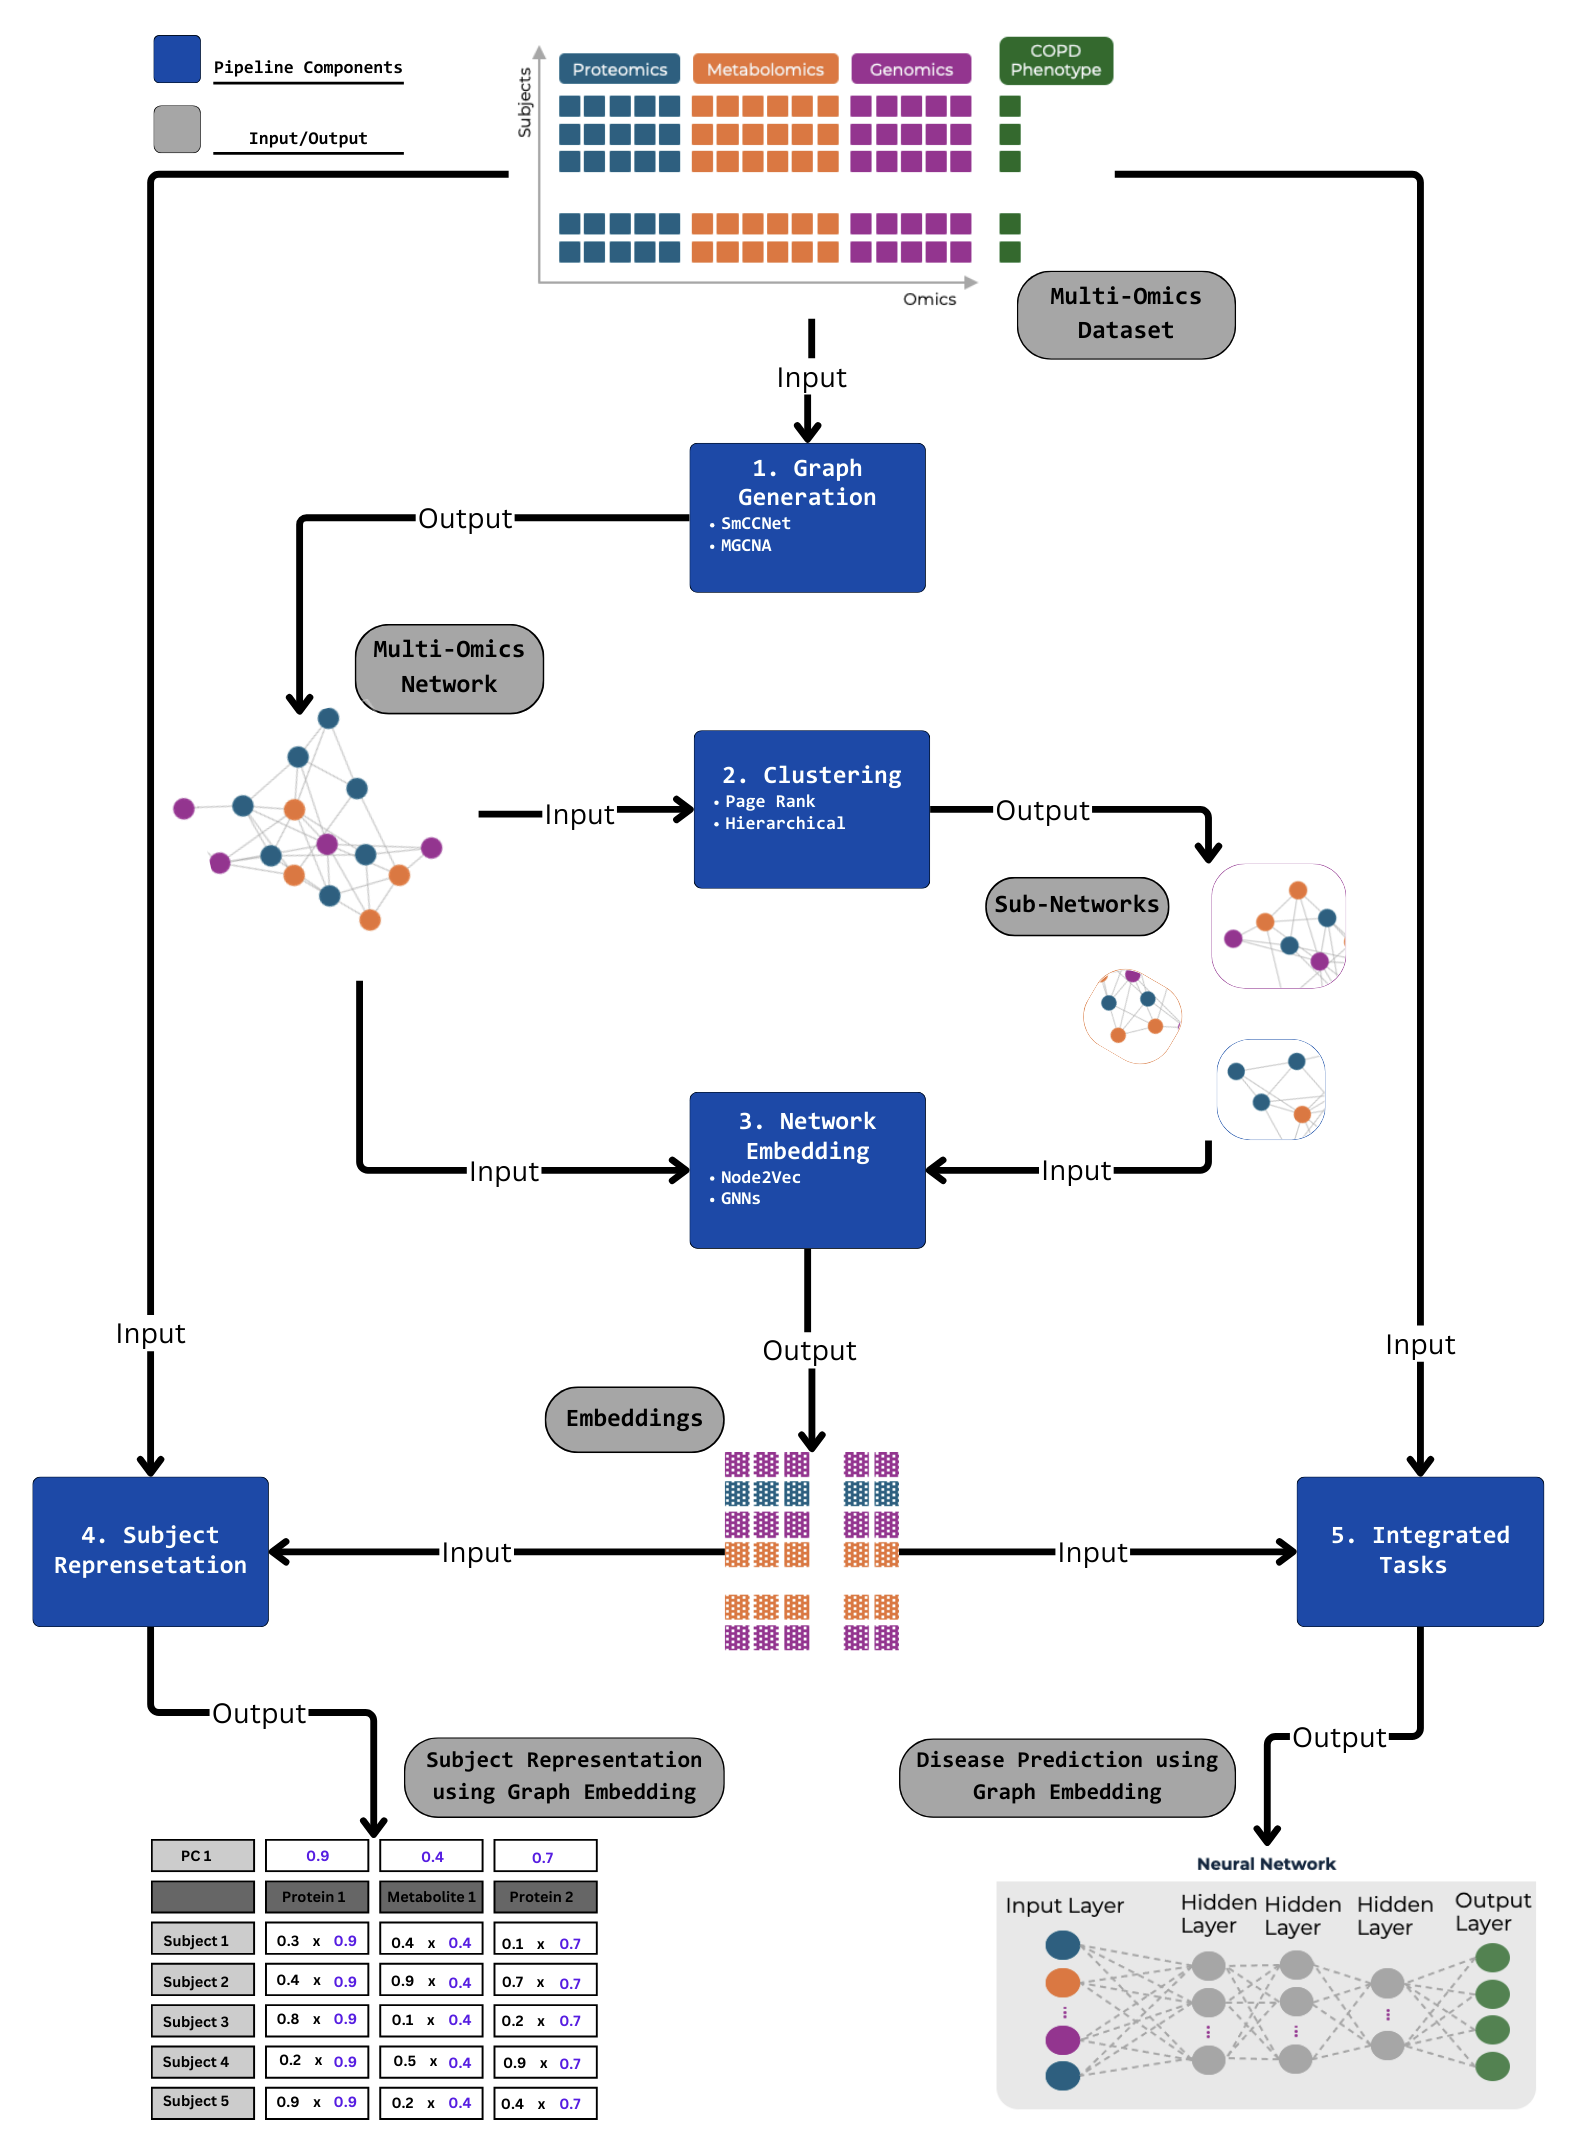 Pipeline Components
Input/Output
Subjects
Proteomics
Metabolomics
Genomics
COPD
Phenotype
Omics
Multi-Omics
Dataset
Input
1. Graph
Generation
• SmCCNet
• MGCNA
Output
Multi-Omics
Network
Input
2. Clustering
• Page Rank
• Hierarchical
Output
Sub-Networks
3. Network
Embedding
• Node2Vec
• GNNs
Input
Input
Output
Input
Input
Embeddings
4. Subject
Reprensetation
Input
Input
5. Integrated
Tasks
Output
Output
Subject Representation
using Graph Embedding
Disease Prediction using
Graph Embedding
PC 1 0.9 0.4 0.7
Protein 1 Metabolite 1 Protein 2
Subject 1 0.3 x 0.9 0.4 x 0.4 0.1 x 0.7
Subject 2 0.4 x 0.9 0.9 x 0.4 0.7 x 0.7
Subject 3 0.8 x 0.9 0.1 x 0.4 0.2 x 0.7
Subject 4 0.2 x 0.9 0.5 x 0.4 0.9 x 0.7
Subject 5 0.9 x 0.9 0.2 x 0.4 0.4 x 0.7
Neural Network
Input Layer
Hidden
Layer
Hidden
Layer
Hidden
Layer
Output
Layer